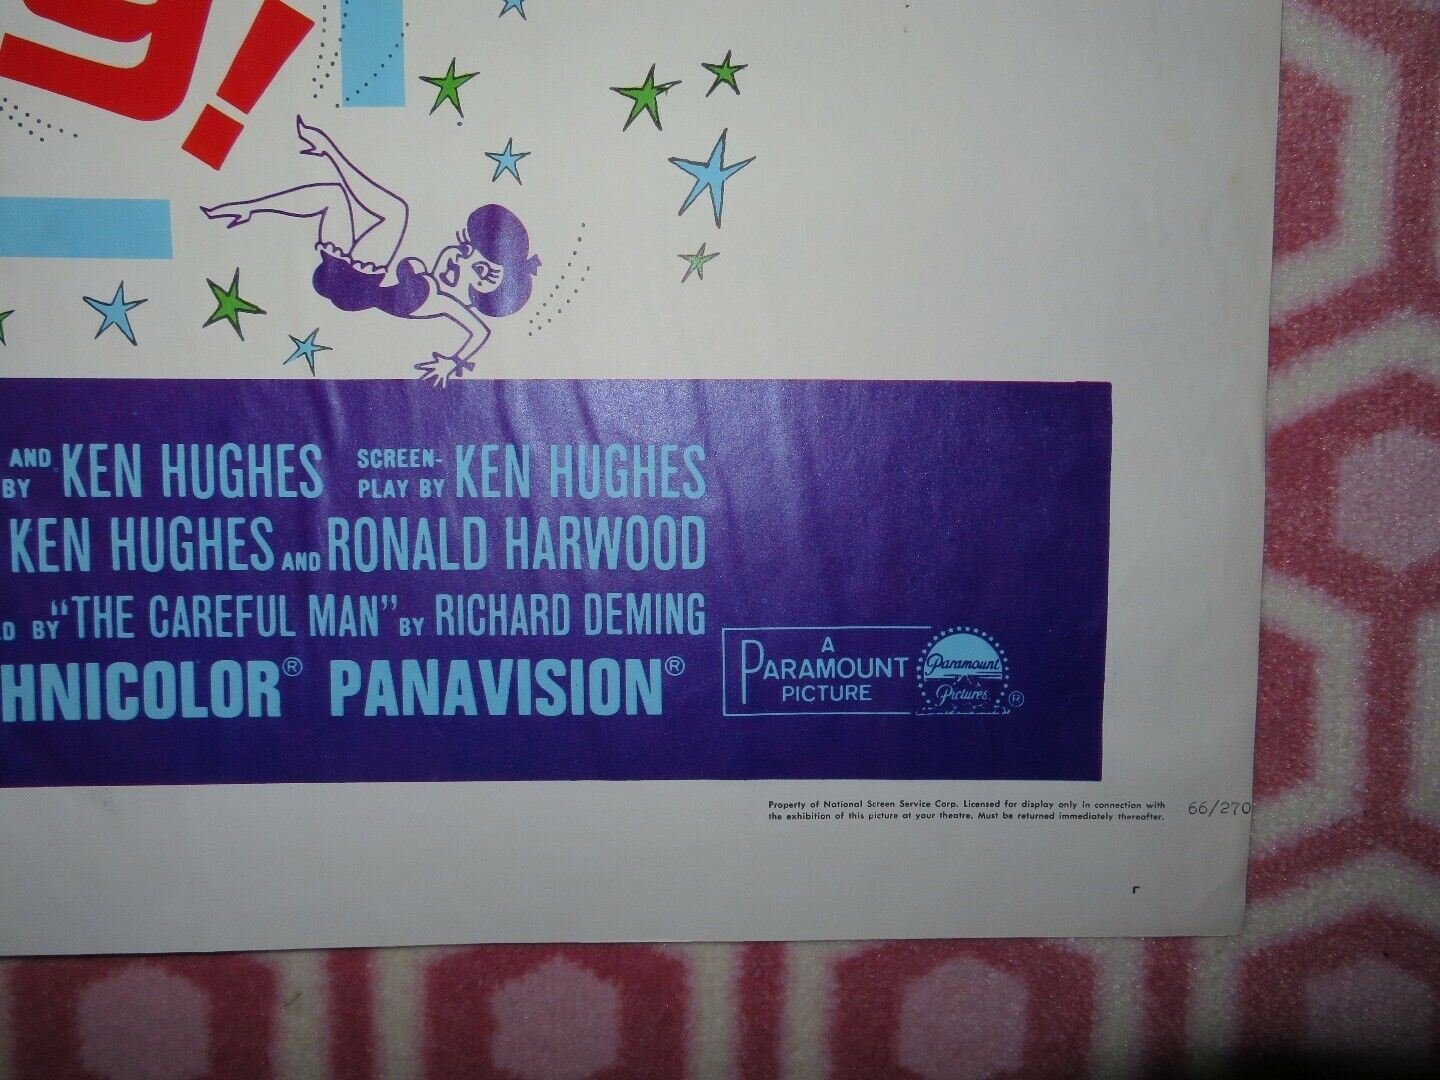 g!
AND KEN HUGHES SCREEN- KEN HUGHES
BY PLAY BY
KEN HUGHES AND RONALD HARWOOD
D BY "THE CAREFUL MAN" BY RICHARD DEMING
HNICOLOR® PANAVISION®
A
PARAMOUNT
PICTURE
Paramount
Pictures
®
Property of National Screen Service Corp. Licensed for display only in connection with
the exhibition of this picture at your theatre. Must be returned immediately thereafter.
66/270